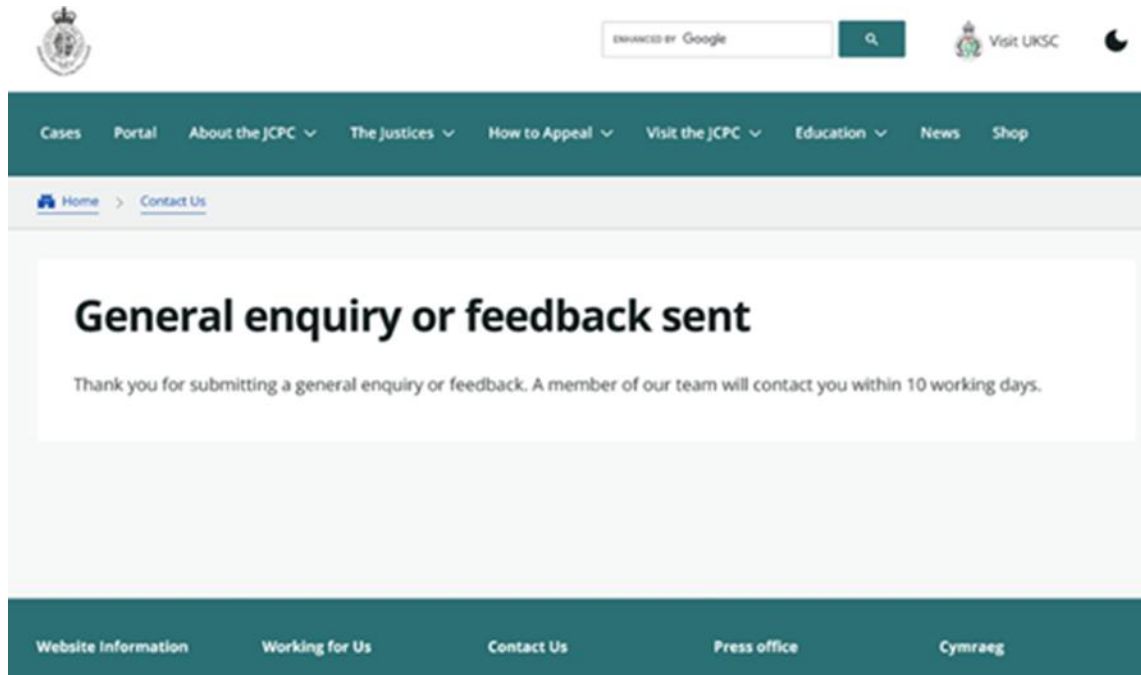 ENHANCED BY Google
Visit UKSC
Cases Portal About the JCPC The Justices How to Appeal Visit the JCPC Education News Shop
Home > Contact Us
General enquiry or feedback sent
Thank you for submitting a general enquiry or feedback. A member of our team will contact you within 10 working days.
Website Information Working for Us Contact Us Press office Cymraeg